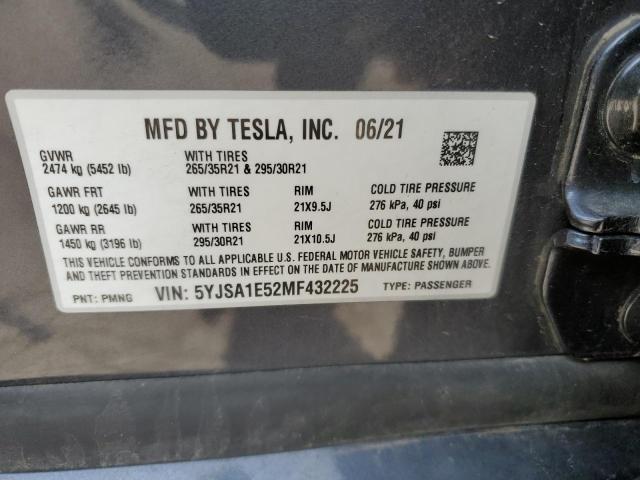 MFD BY TESLA, INC. 06/21
GVWR WITH TIRES
2474 kg (5452 lb) 265/35R21 & 295/30R21
GAWR FRT WITH TIRES RIM COLD TIRE PRESSURE
1200 kg (2645 lb) 265/35R21 21X9.5J 276 kPa, 40 psi
GAWR RR WITH TIRES RIM COLD TIRE PRESSURE
1450 kg (3196 lb) 295/30R21 21X10.5J 276 kPa, 40 psi
THIS VEHICLE CONFORMS TO ALL APPLICABLE U.S. FEDERAL MOTOR VEHICLE SAFETY, BUMPER
AND THEFT PREVENTION STANDARDS IN EFFECT ON THE DATE OF MANUFACTURE SHOWN ABOVE.
PNT: PMNG VIN: 5YJSA1E52MF432225 TYPE: PASSENGER